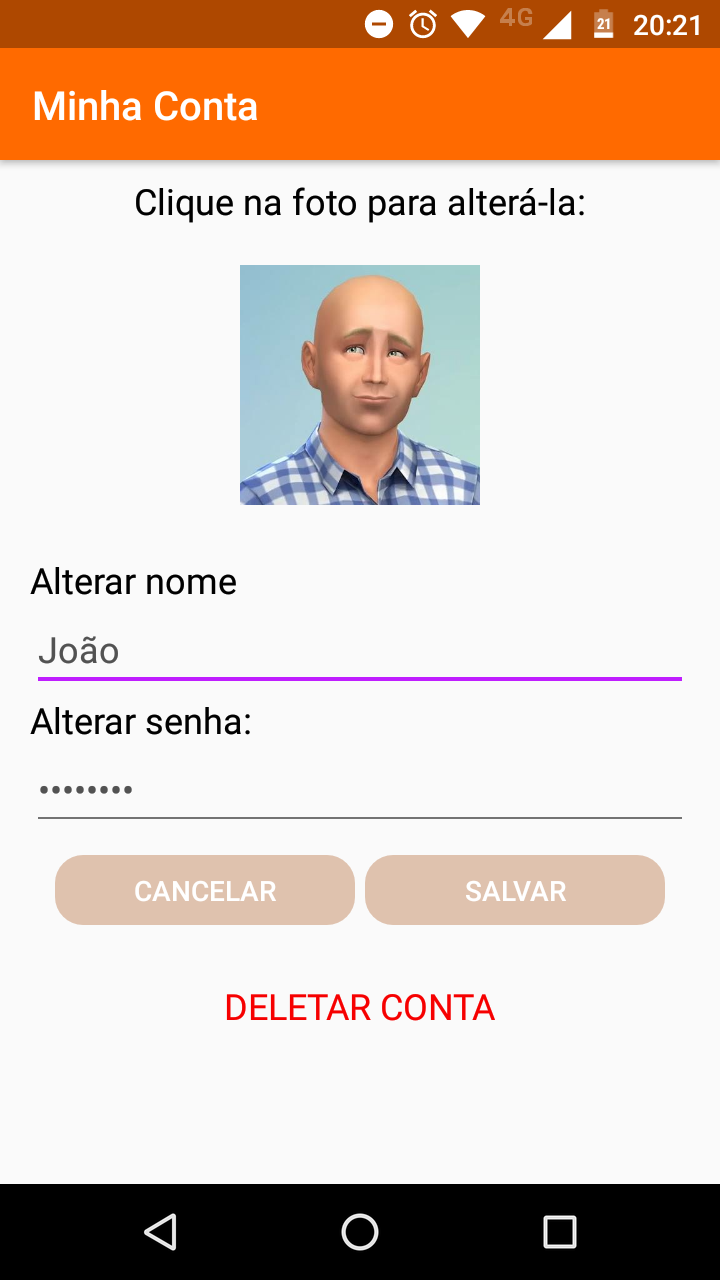 4G 21 20:21
Minha Conta
Clique na foto para alterá-la:
Alterar nome
João
Alterar senha:
••••••••
CANCELAR SALVAR
DELETAR CONTA